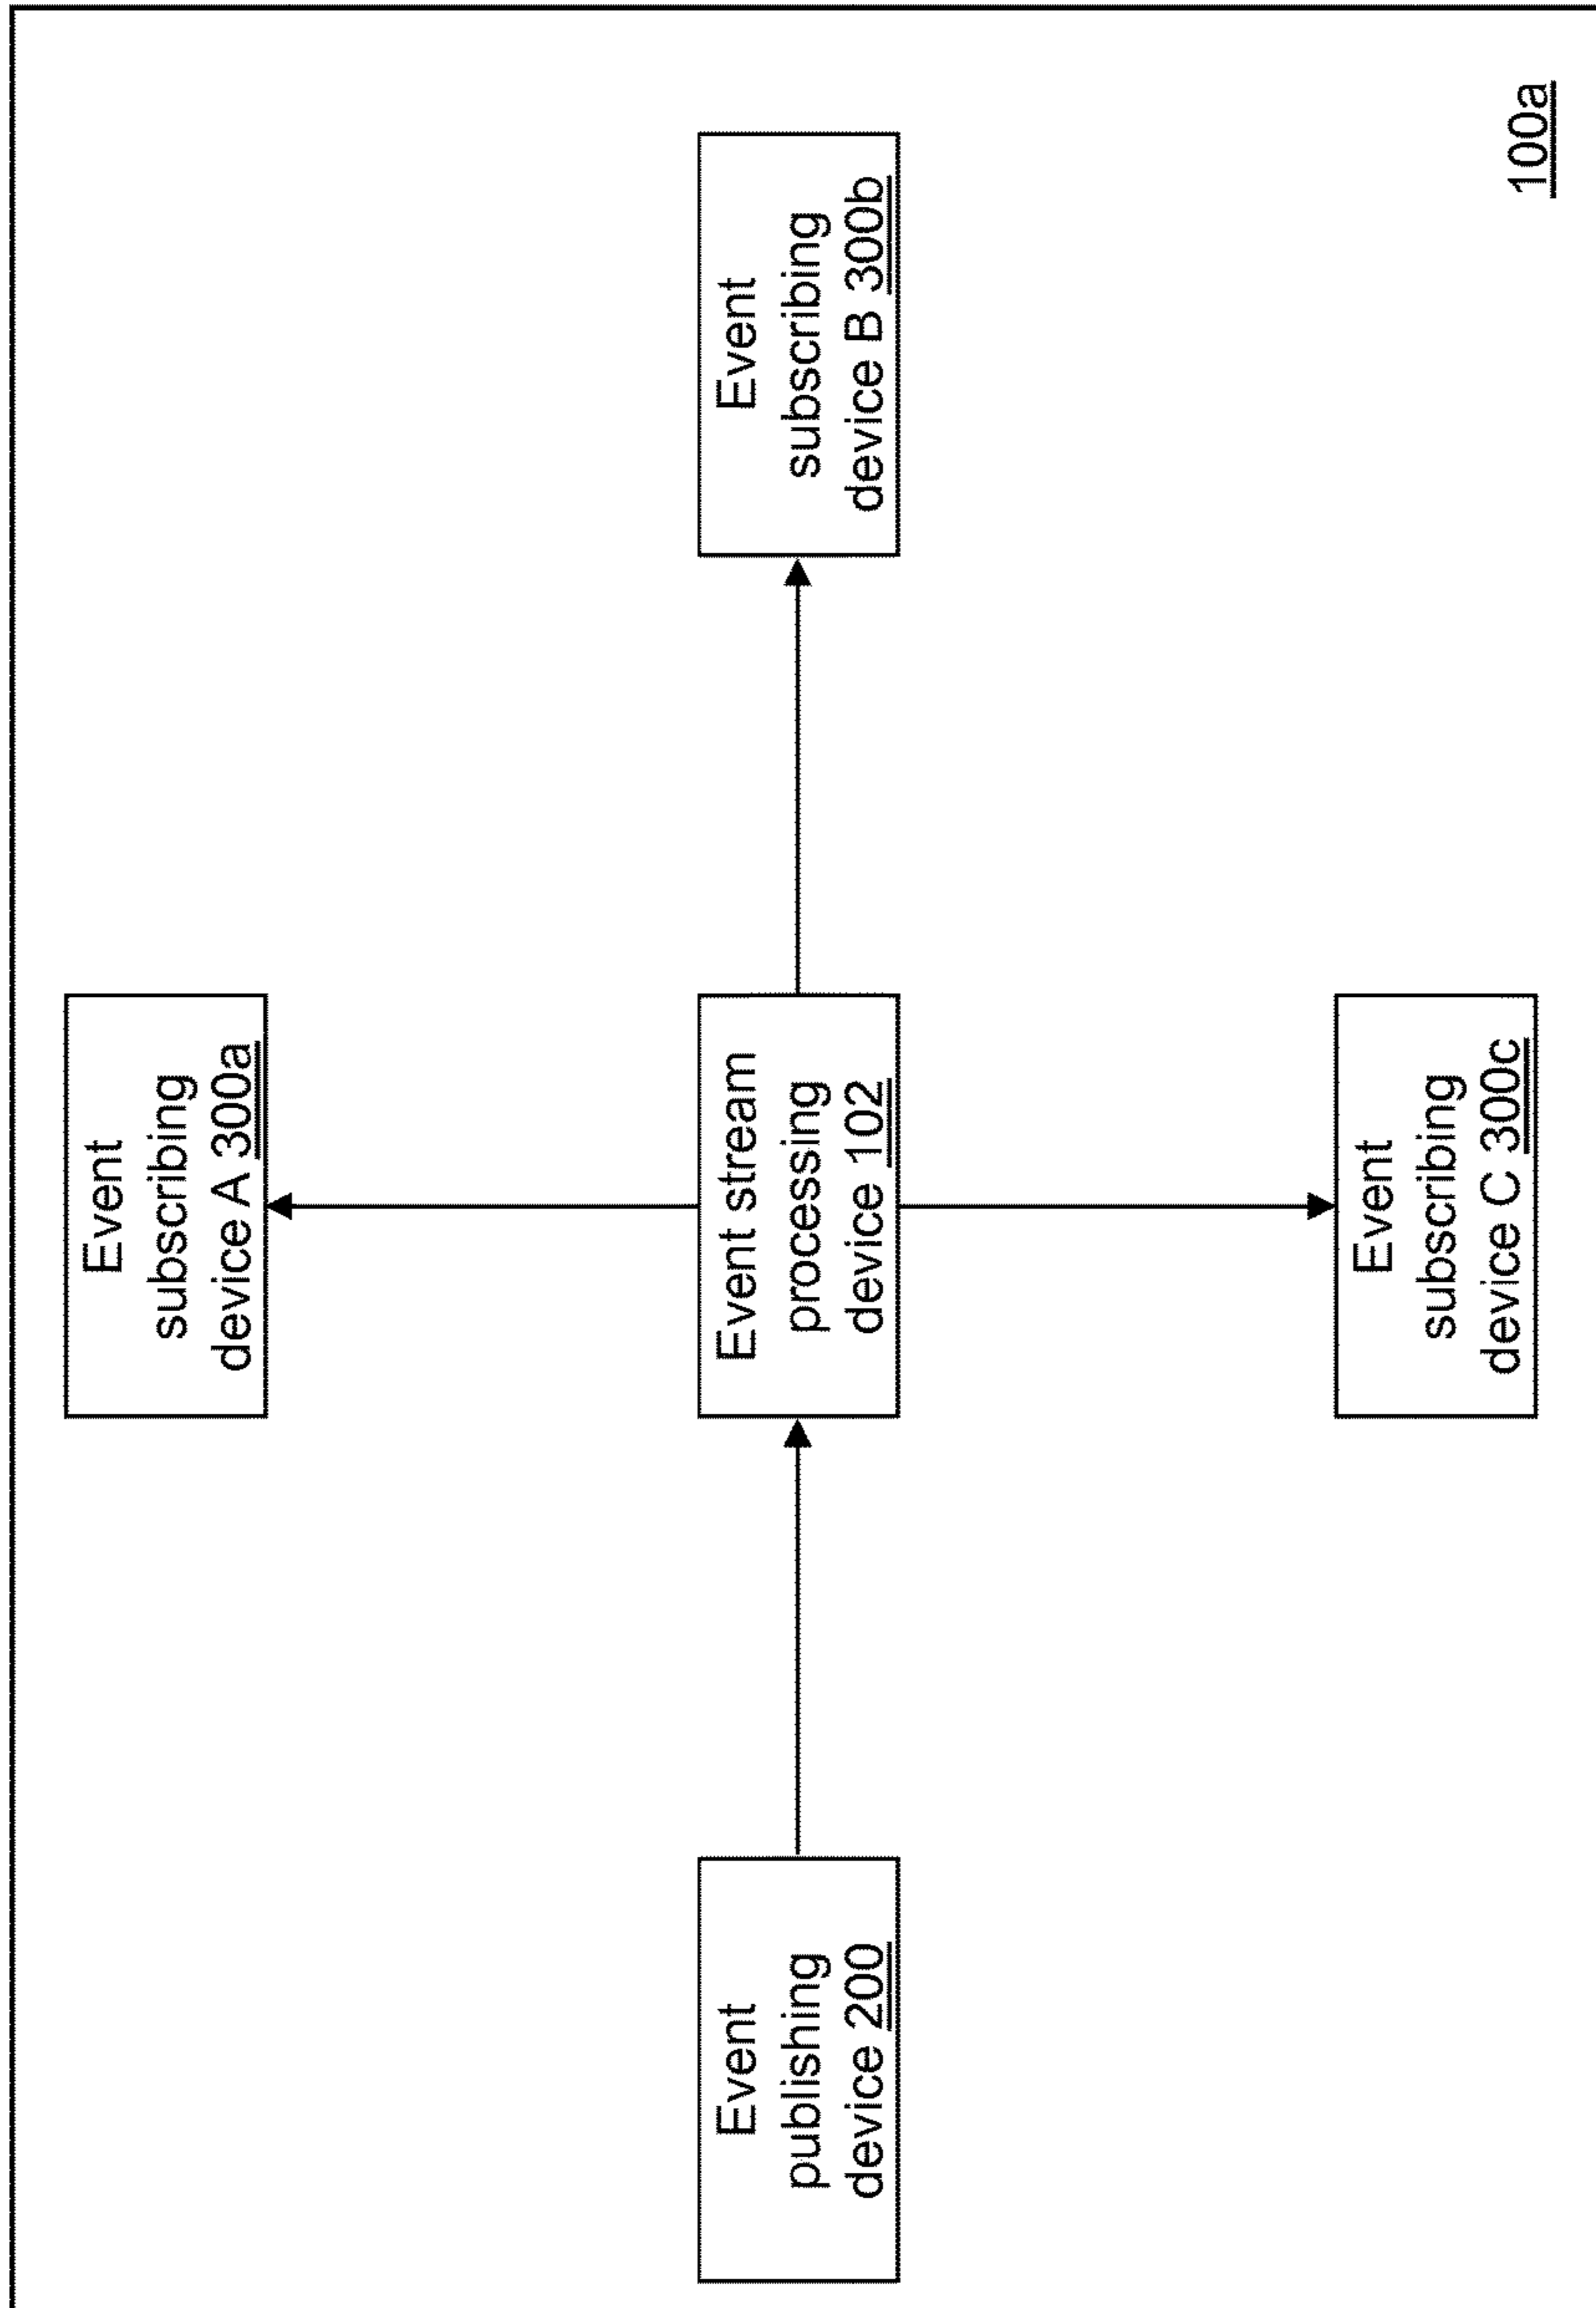 Event
subscribing
device A 300a
Event
publishing
device 200
Event stream
processing
device 102
Event
subscribing
device B 300b
Event
subscribing
device C 300c
100a